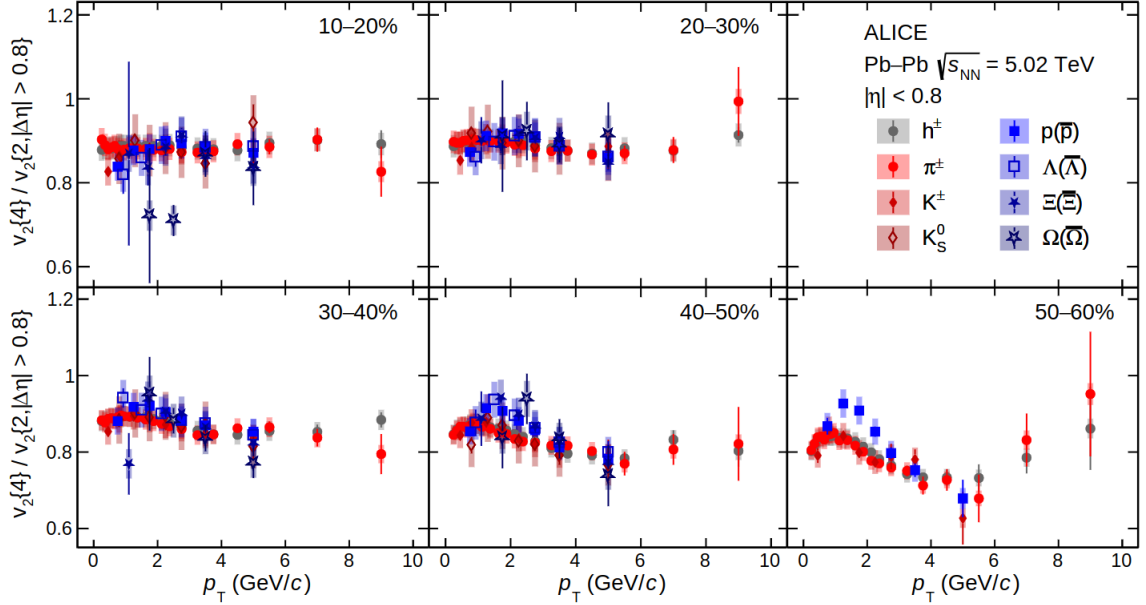 10–20%
20–30%
ALICE
Pb–Pb √sNN = 5.02 TeV
|η| < 0.8
h±
π±
K±
K0S
p(p̅)
Λ(Λ̅)
Ξ(Ξ̅)
Ω(Ω̅)
v2{4} / v2{2,|Δη| > 0.8}
1.2
1
0.8
0.6
30–40%
40–50%
50–60%
v2{4} / v2{2,|Δη| > 0.8}
1.2
1
0.8
0.6
0 2 4 6 8 10
0 2 4 6 8 10
0 2 4 6 8 10
pT (GeV/c)
pT (GeV/c)
pT (GeV/c)